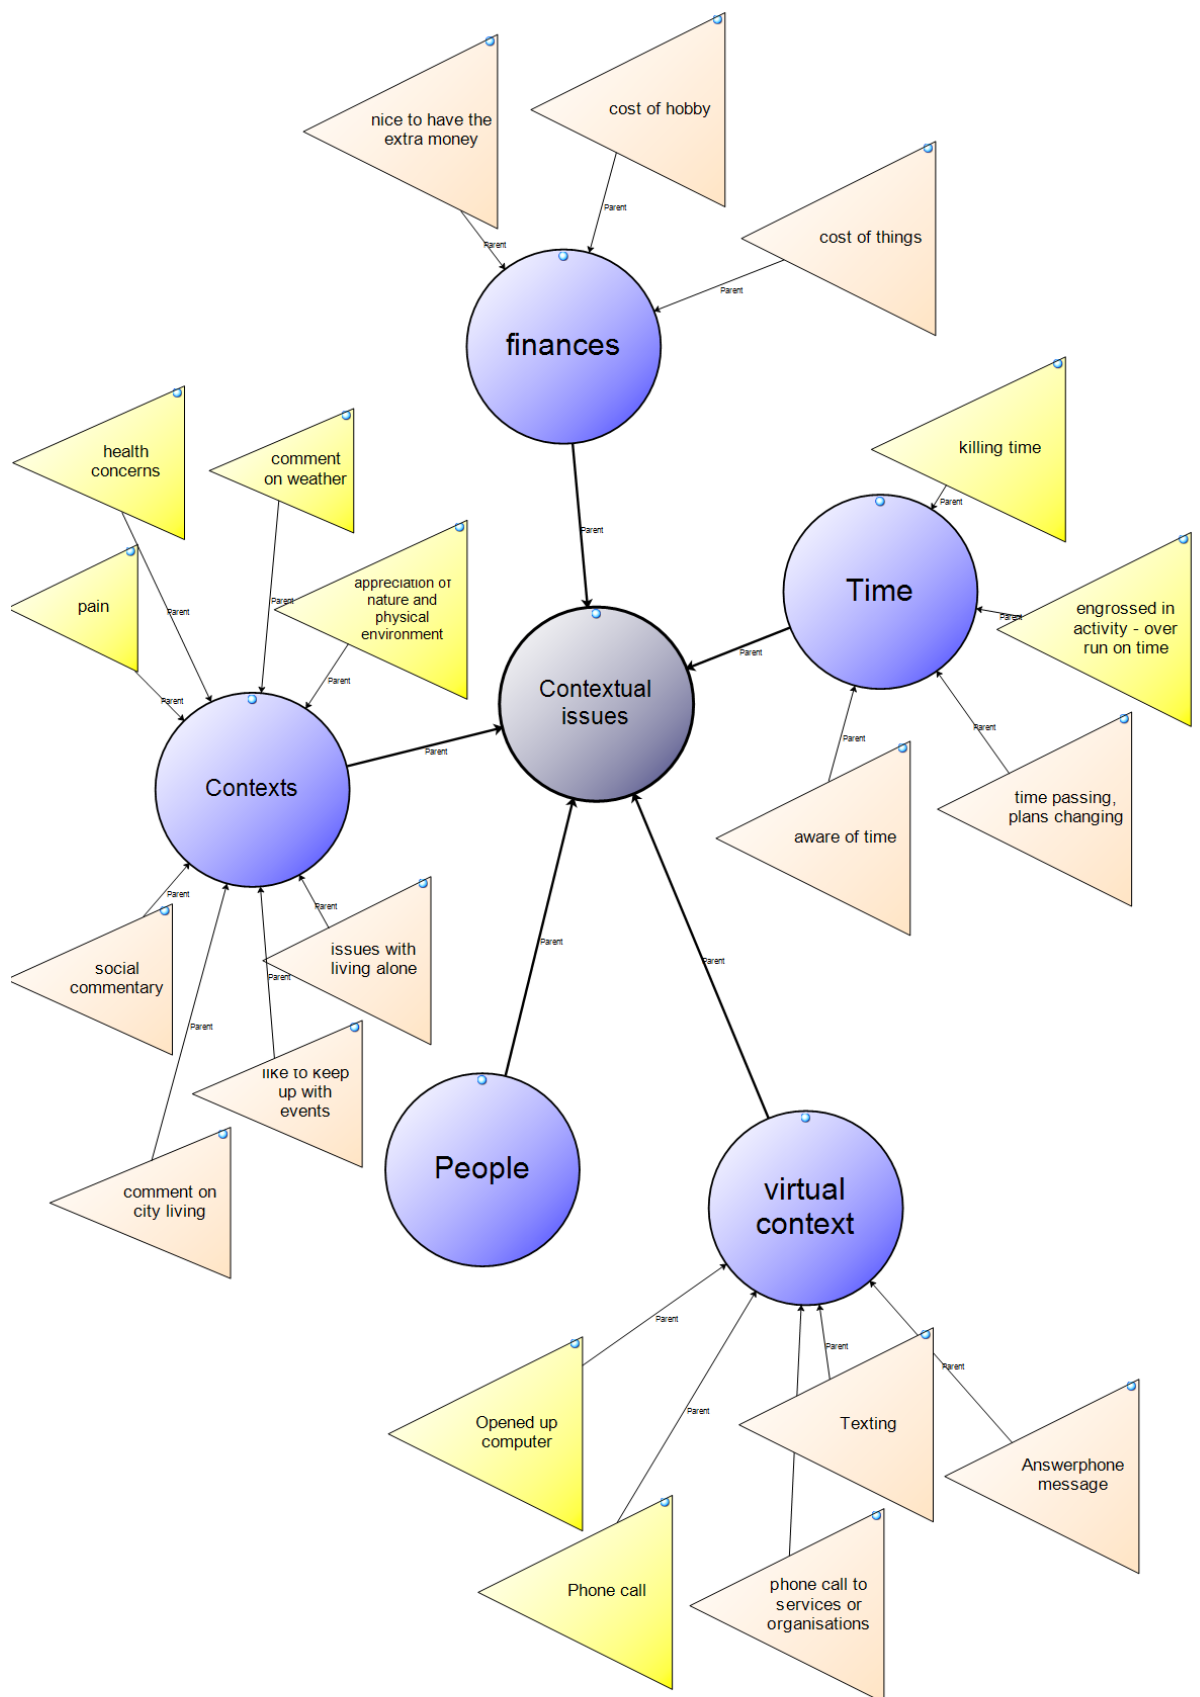 nice to have the
extra money
cost of hobby
cost of things
Parent
Parent
Parent
finances
health
concerns
comment
on weather
killing time
Parent
Parent
pain
appreciation of
nature and
physical
environment
Parent
Parent
Time
engrossed in
activity - over
run on time
Parent
Parent
Parent
Parent
Contextual
issues
Parent
Parent
Parent
Parent
Contexts
time passing,
plans changing
aware of time
Parent
Parent
social
commentary
issues with
living alone
Parent
Parent
Parent
Parent
like to keep
up with
events
comment on
city living
People
virtual
context
Parent
Parent
Parent
Parent
Opened up
computer
Texting
Answerphone
message
Phone call
phone call to
services or
organisations